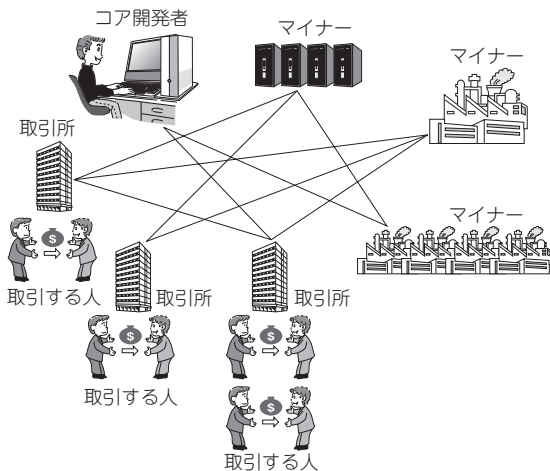 コア開発者
マイナー
マイナー
取引所
マイナー
取引する人
取引所
取引所
取引する人
取引する人
$
$
$
$